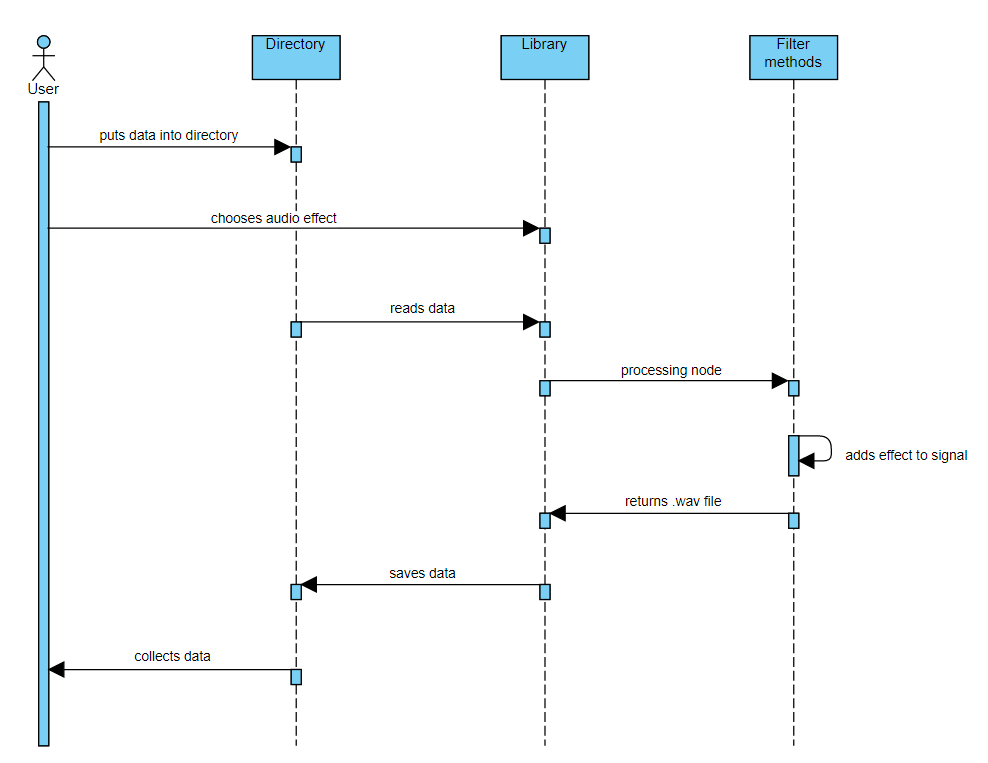 Directory
Library
Filter
methods
User
puts data into directory
chooses audio effect
reads data
processing node
adds effect to signal
returns .wav file
saves data
collects data